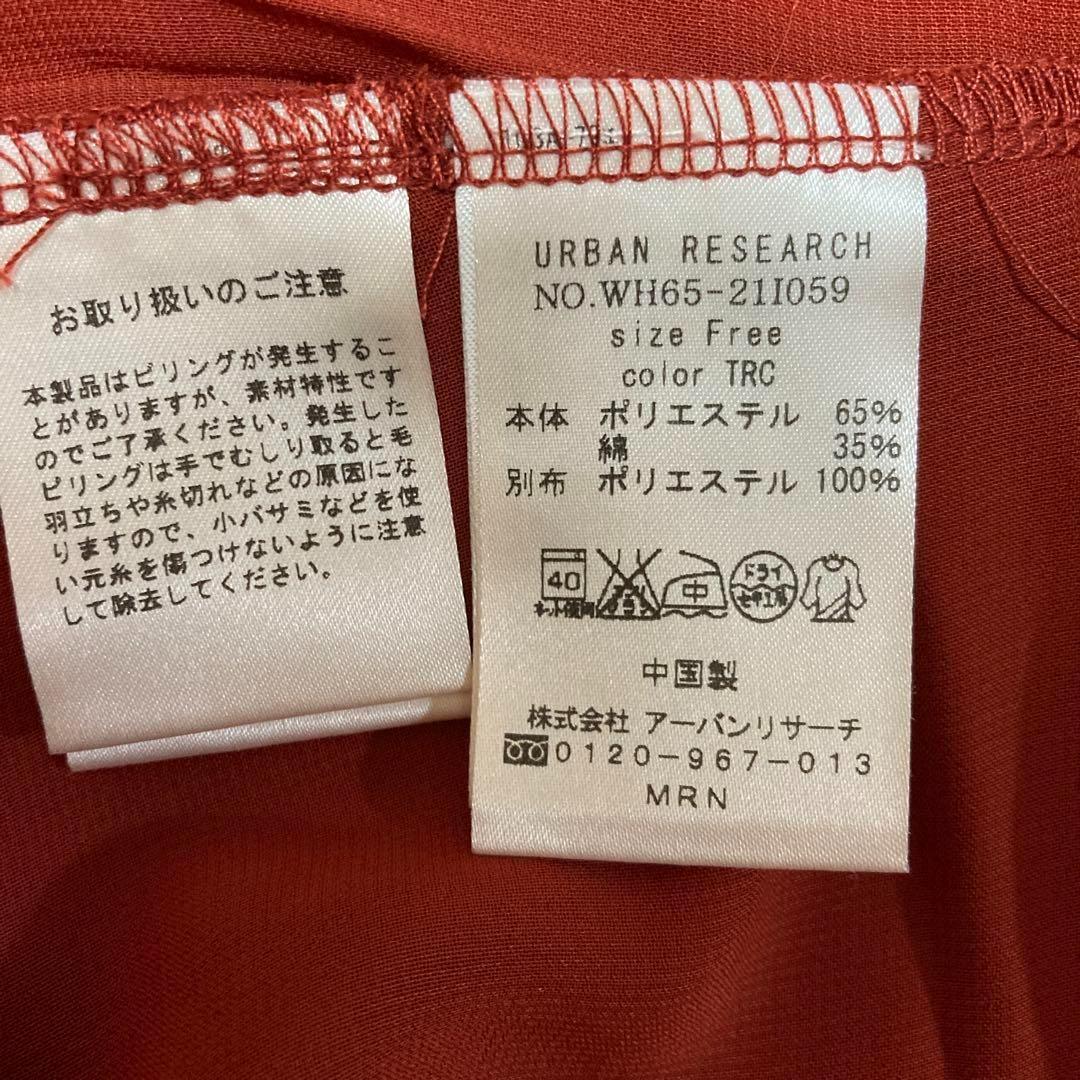 お取り扱いのご注意
本製品はピリングが発生するこ
とがありますが、素材特性です
のでご了承ください。発生した
ピリングは手でむしり取ると毛
羽立ちや糸切れなどの原因にな
りますので、小バサミなどを使
い元糸を傷つけないように注意
して除去してください。
URBAN RESEARCH
NO.WH65-21I059
size Free
color TRC
本体 ポリエステル 65%
綿 35%
別布 ポリエステル 100%
40 中 ドライ
ネット使用
中国製
株式会社 アーバンリサーチ
0120-967-013
MRN